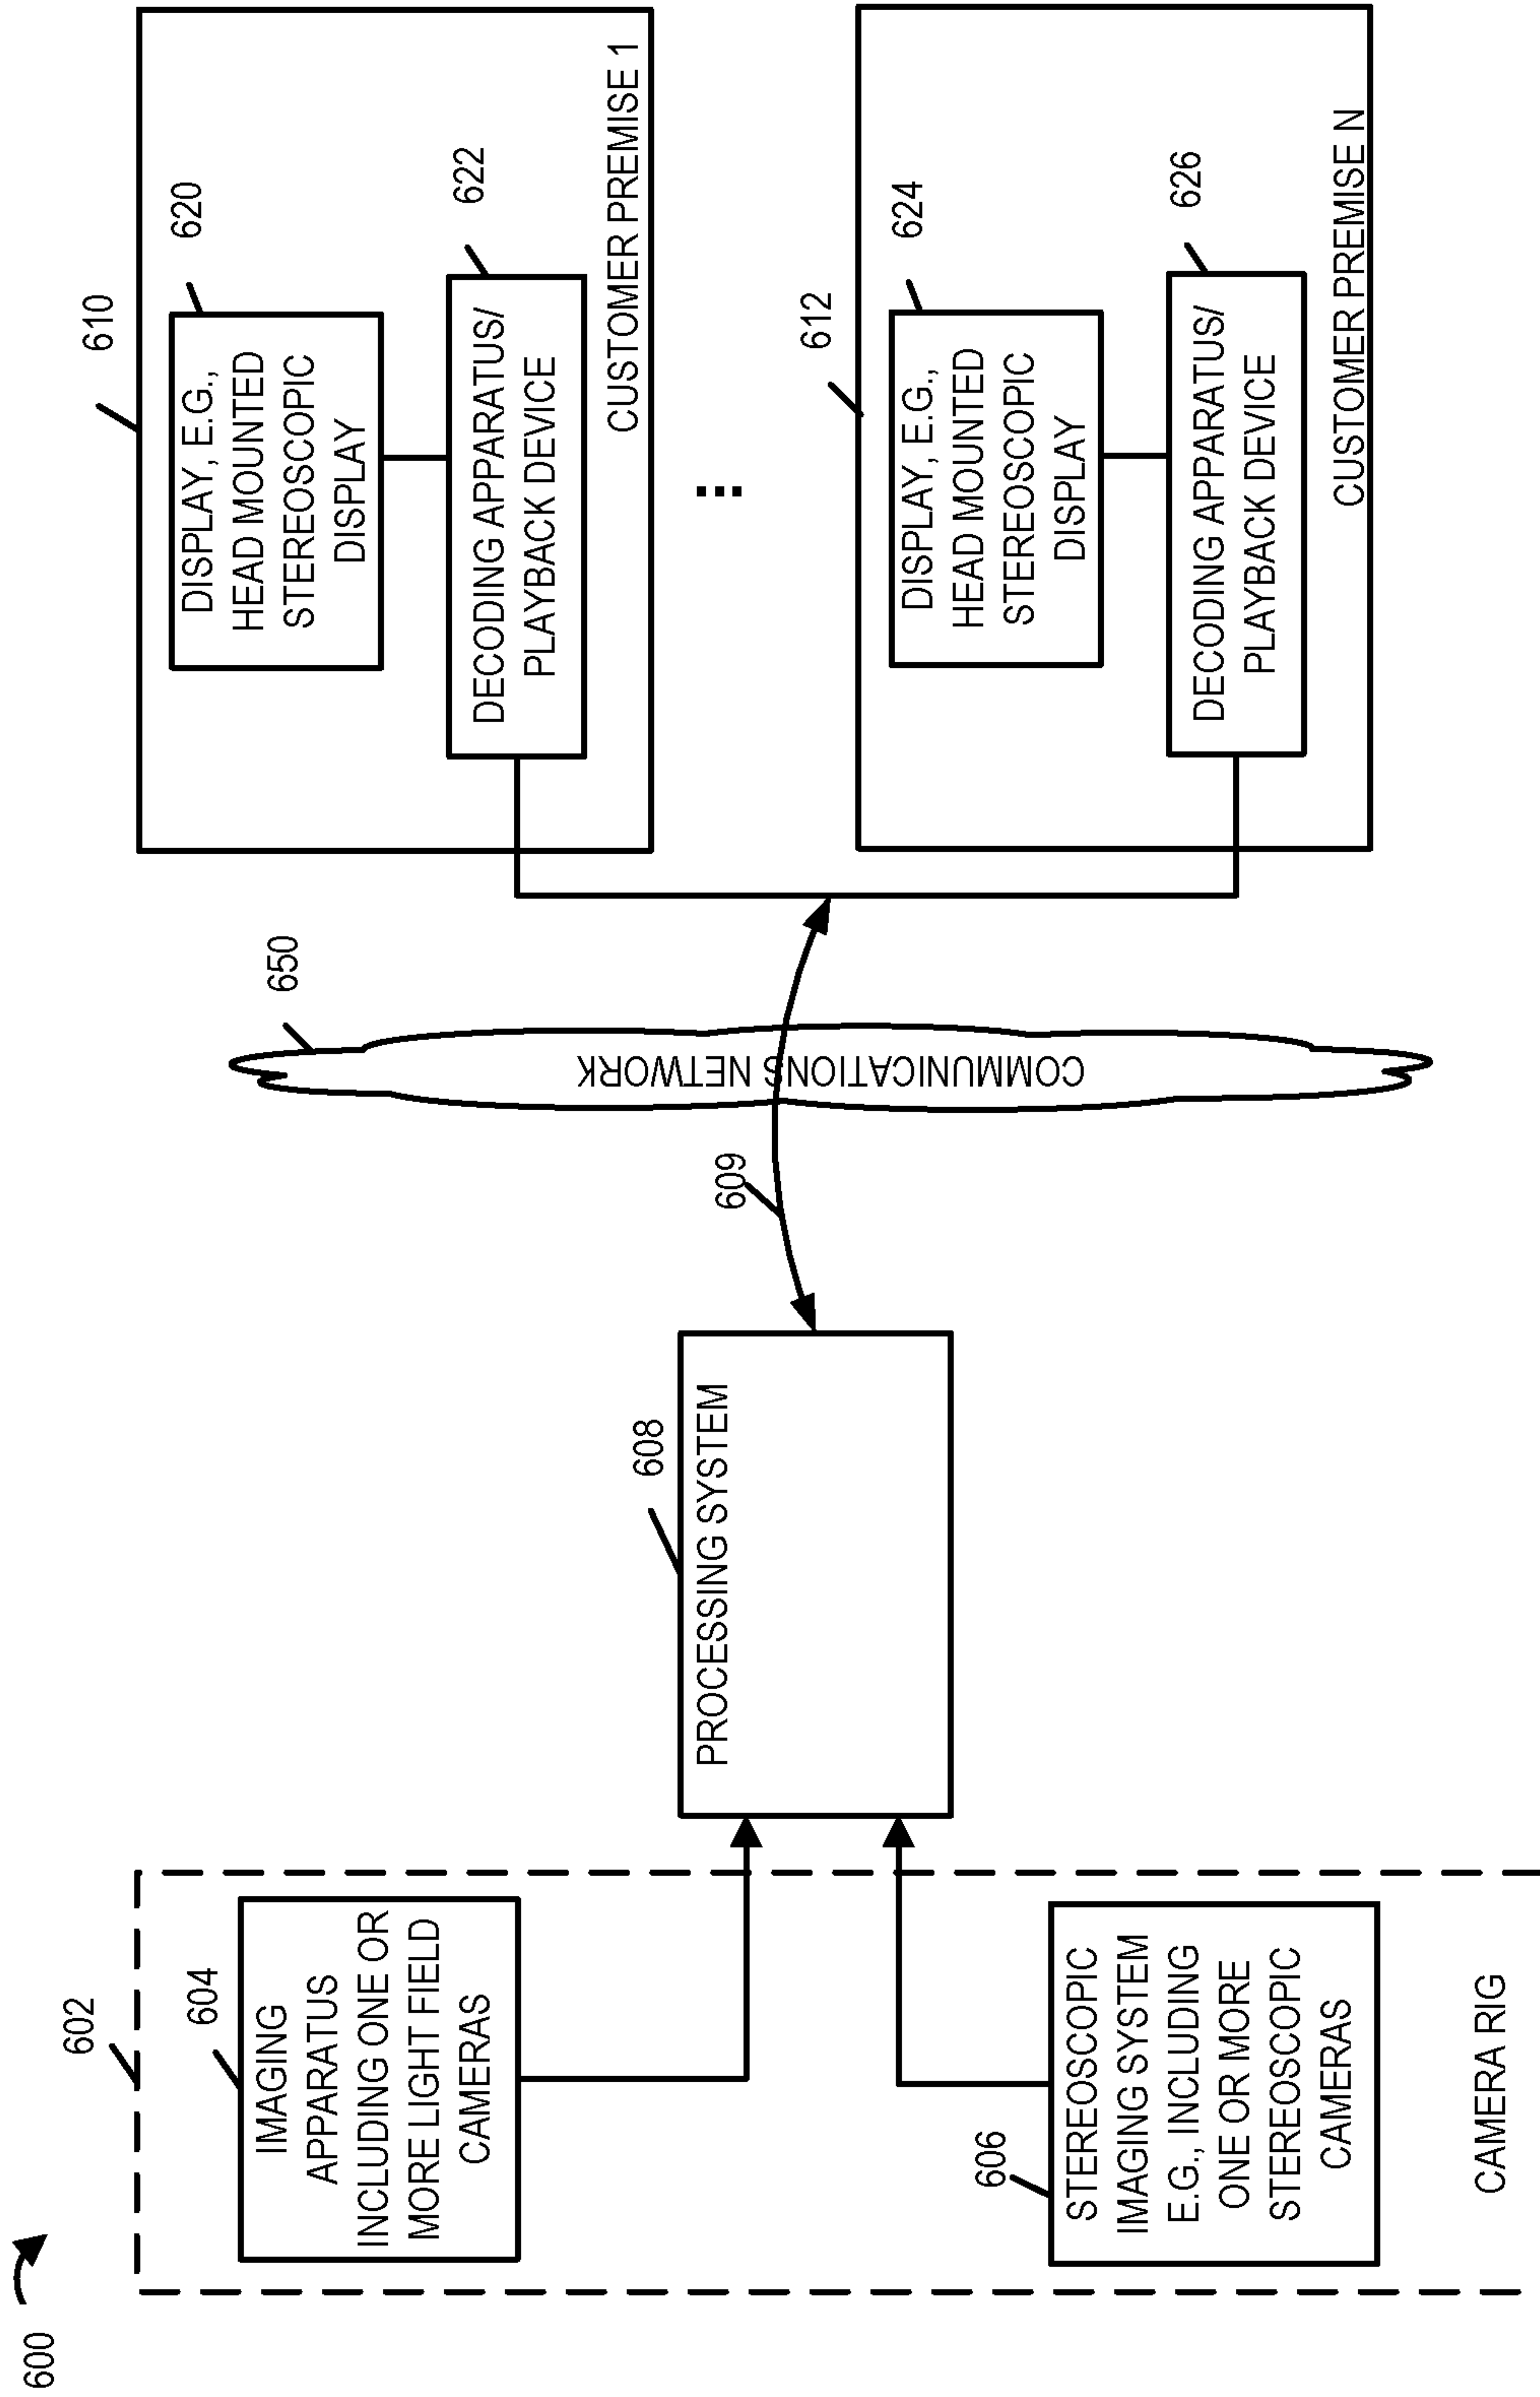 600
602
604
IMAGING
APPARATUS
INCLUDING ONE OR
MORE LIGHT FIELD
CAMERAS
606
STEREOSCOPIC
IMAGING SYSTEM
E.G., INCLUDING
ONE OR MORE
STEREOSCOPIC
CAMERAS
CAMERA RIG
608
PROCESSING SYSTEM
609
650
COMMUNICATIONS NETWORK
610
620
DISPLAY, E.G.,
HEAD MOUNTED
STEREOSCOPIC
DISPLAY
622
DECODING APPARATUS/
PLAYBACK DEVICE
CUSTOMER PREMISE 1
...
612
624
DISPLAY, E.G.,
HEAD MOUNTED
STEREOSCOPIC
DISPLAY
626
DECODING APPARATUS/
PLAYBACK DEVICE
CUSTOMER PREMISE N